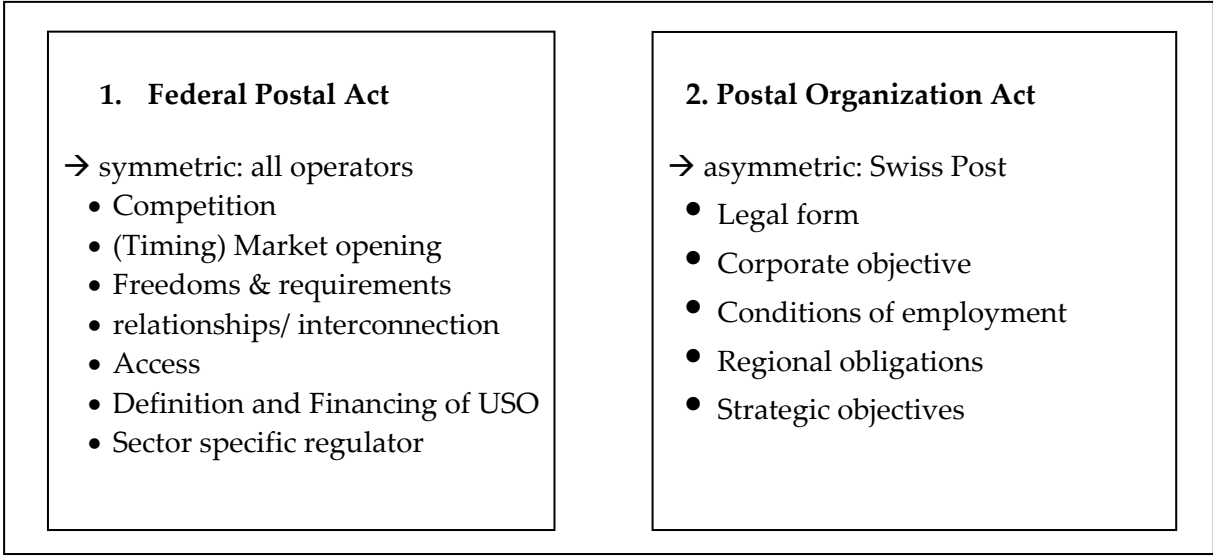 1. Federal Postal Act
→ symmetric: all operators
• Competition
• (Timing) Market opening
• Freedoms & requirements
• relationships/ interconnection
• Access
• Definition and Financing of USO
• Sector specific regulator
2. Postal Organization Act
→ asymmetric: Swiss Post
• Legal form
• Corporate objective
• Conditions of employment
• Regional obligations
• Strategic objectives